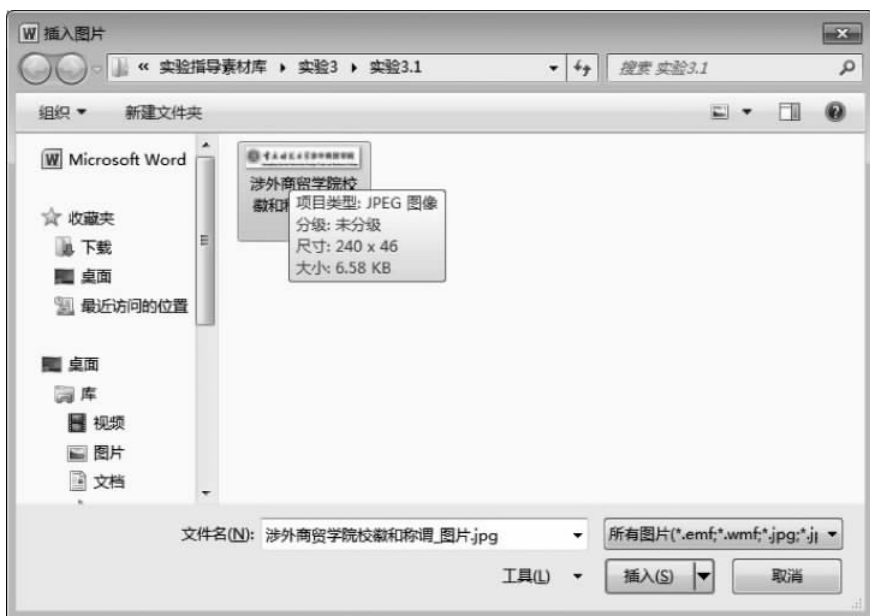 插入图片
« 实验指导素材库 ▸ 实验3 ▸ 实验3.1
搜索 实验3.1
组织
新建文件夹
Microsoft Word
收藏夹
下载
桌面
最近访问的位置
桌面
库
视频
图片
文档
涉外商贸学院校
徽和
项目类型: JPEG 图像
分级: 未分级
尺寸: 240 x 46
大小: 6.58 KB
文件名(N): 涉外商贸学院校徽和称谓_图片.jpg
所有图片(*.emf;*.wmf;*.jpg;*.j
工具(L)
插入(S)
取消